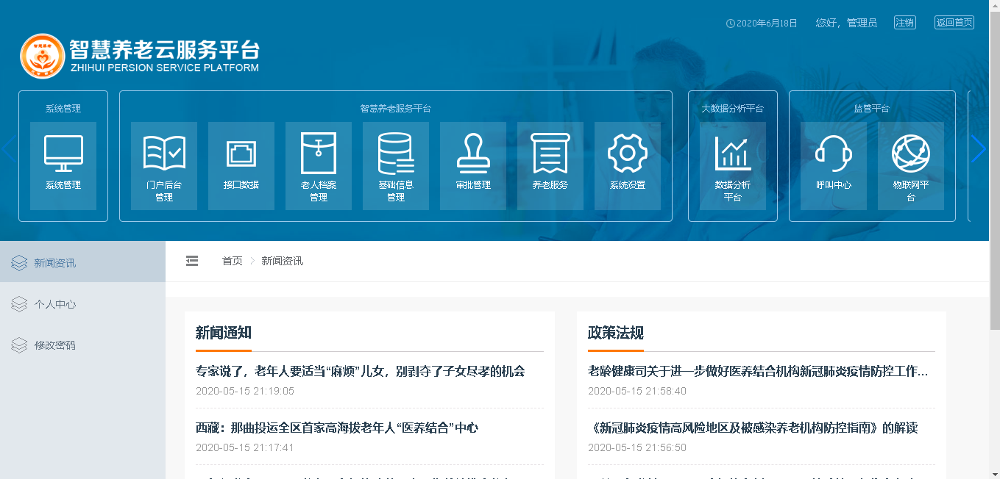 2020年6月18日 您好，管理员 注销 返回首页
智慧养老云服务平台
ZHIHUI PERSION SERVICE PLATFORM
系统管理
系统管理
智慧养老服务平台
门户后台
管理
接口数据
老人档案
管理
基础信息
管理
审批管理
养老服务
系统设置
大数据分析平台
数据分析
平台
监管平台
呼叫中心
物联网平
台
新闻资讯
个人中心
修改密码
首页 > 新闻资讯
新闻通知
专家说了，老年人要适当“麻烦”儿女，别剥夺了子女尽孝的机会
2020-05-15 21:19:05
西藏：那曲投运全区首家高海拔老年人“医养结合”中心
2020-05-15 21:17:41
政策法规
老龄健康司关于进一步做好医养结合机构新冠肺炎疫情防控工作...
2020-05-15 21:58:40
《新冠肺炎疫情高风险地区及被感染养老机构防控指南》的解读
2020-05-15 21:56:50